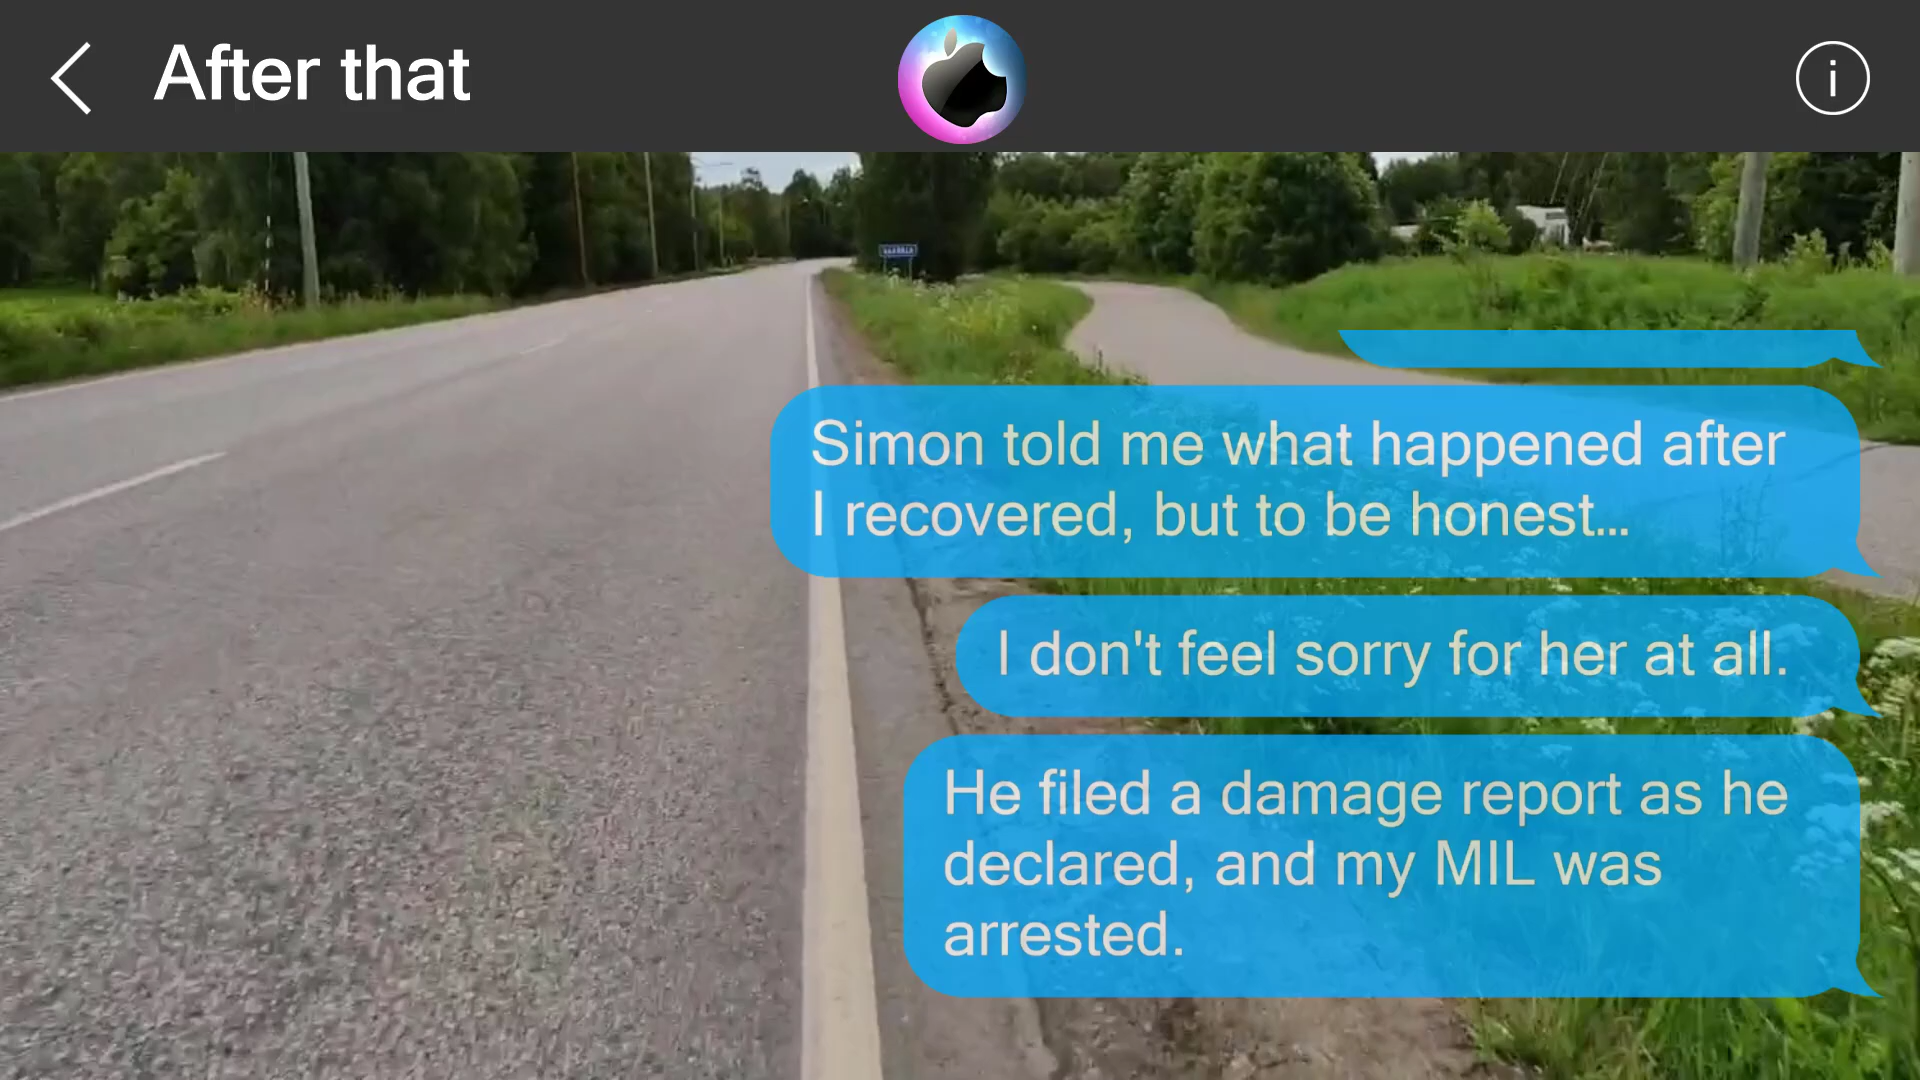 After that
Simon told me what happened after
I recovered, but to be honest...
I don't feel sorry for her at all.
He filed a damage report as he
declared, and my MIL was
arrested.